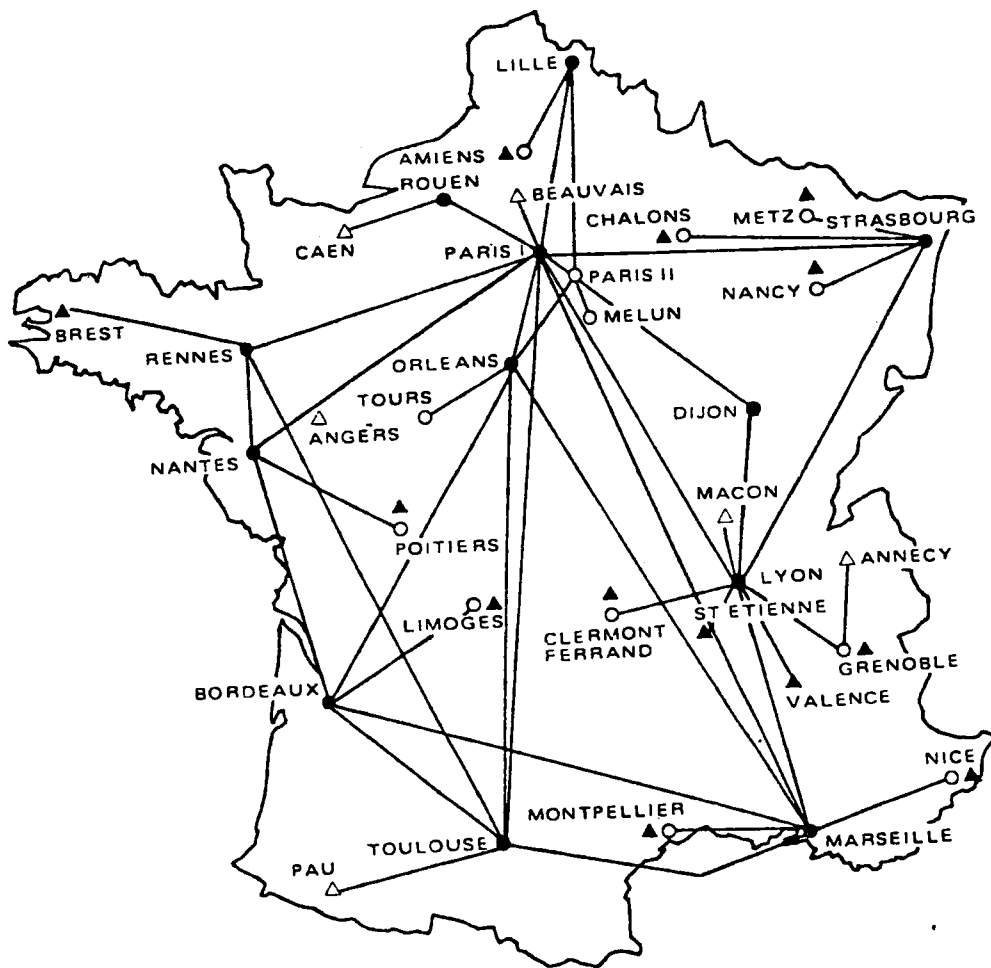 LILLE
AMIENS
ROUEN
BEAUVAIS
CHALONS
METZ
STRASBOURG
CAEN
PARIS I
PARIS II
NANCY
MELUN
BREST
RENNES
ORLEANS
TOURS
ANGERS
DIJON
NANTES
MACON
POITIERS
ANNECY
LYON
LIMOGES
ST ETIENNE
CLERMONT
FERRAND
GRENOBLE
BORDEAUX
VALENCE
NICE
MONTPELLIER
MARSEILLE
TOULOUSE
PAU